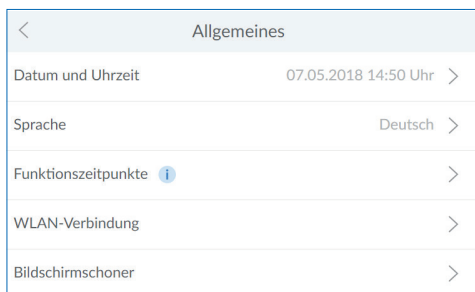 Allgemeines
Datum und Uhrzeit 07.05.2018 14:50 Uhr
Sprache Deutsch
Funktionszeitpunkte i
WLAN-Verbindung
Bildschirmschoner